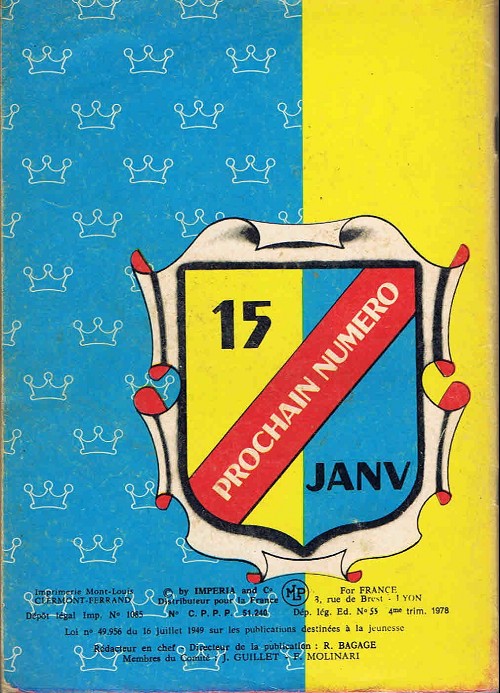 15
PROCHAIN NUMERO
JANV
Imprimerie Mont-Louis © by IMPERIA and Cº MLP For FRANCE
CLERMONT-FERRAND Distributeur pour la France 8, rue de Brest - LYON
Dépôt légal Imp. Nº 1085 Nº C. P. P. P. 51.240 Dép. lég. Ed. Nº 55 4me trim. 1978
Loi nº 49.956 du 16 juillet 1949 sur les publications destinées à la jeunesse
Rédacteur en chef - Directeur de la publication : R. BAGAGE
Membres du Comité - J. GUILLET - F. MOLINARI